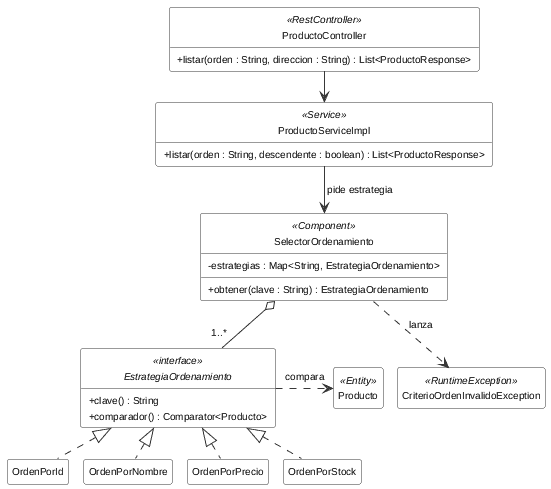 «RestController»
ProductoController
+listar(orden : String, direccion : String) : List<ProductoResponse>
«Service»
ProductoServiceImpl
+listar(orden : String, descendente : boolean) : List<ProductoResponse>
pide estrategia
«Component»
SelectorOrdenamiento
-estrategias : Map<String, EstrategiaOrdenamiento>
+obtener(clave : String) : EstrategiaOrdenamiento
lanza
1..*
«interface»
EstrategiaOrdenamiento
+clave() : String
+comparador() : Comparator<Producto>
compara
«Entity»
Producto
«RuntimeException»
CriterioOrdenInvalidoException
OrdenPorId
OrdenPorNombre
OrdenPorPrecio
OrdenPorStock